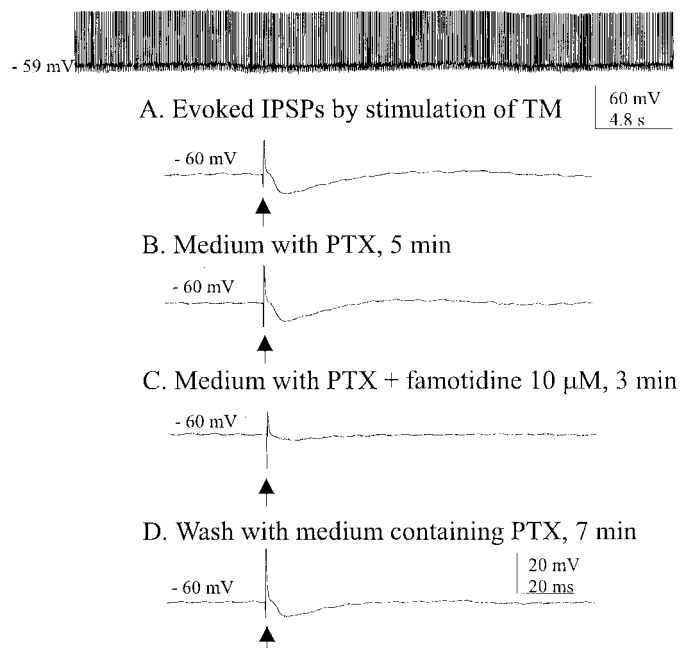 - 59 mV
60 mV
4.8 s
A. Evoked IPSPs by stimulation of TM
- 60 mV
B. Medium with PTX, 5 min
- 60 mV
C. Medium with PTX + famotidine 10 μM, 3 min
- 60 mV
D. Wash with medium containing PTX, 7 min
20 mV
20 ms
- 60 mV